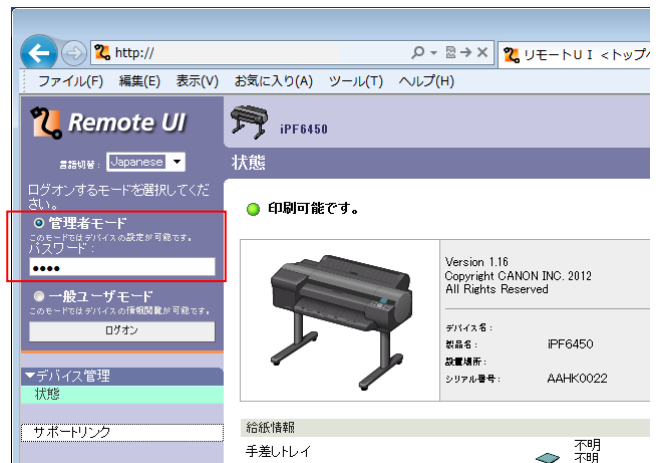 http://
リモートUI <トップペ
ファイル(F) 編集(E) 表示(V) お気に入り(A) ツール(T) ヘルプ(H)
Remote UI
iPF6450
言語切替: Japanese
状態
ログオンするモードを選択してくだ
さい。
管理者モード
このモードではデバイスの設定が可能です。
パスワード:
一般ユーザモード
このモードではデバイスの情報閲覧が可能です。
ログオン
▼デバイス管理
状態
サポートリンク
印刷可能です。
Version 1.16
Copyright CANON INC. 2012
All Rights Reserved
デバイス名:
製品名: iPF6450
設置場所:
シリアル番号: AAHK0022
給紙情報
手差しトレイ
不明
不明